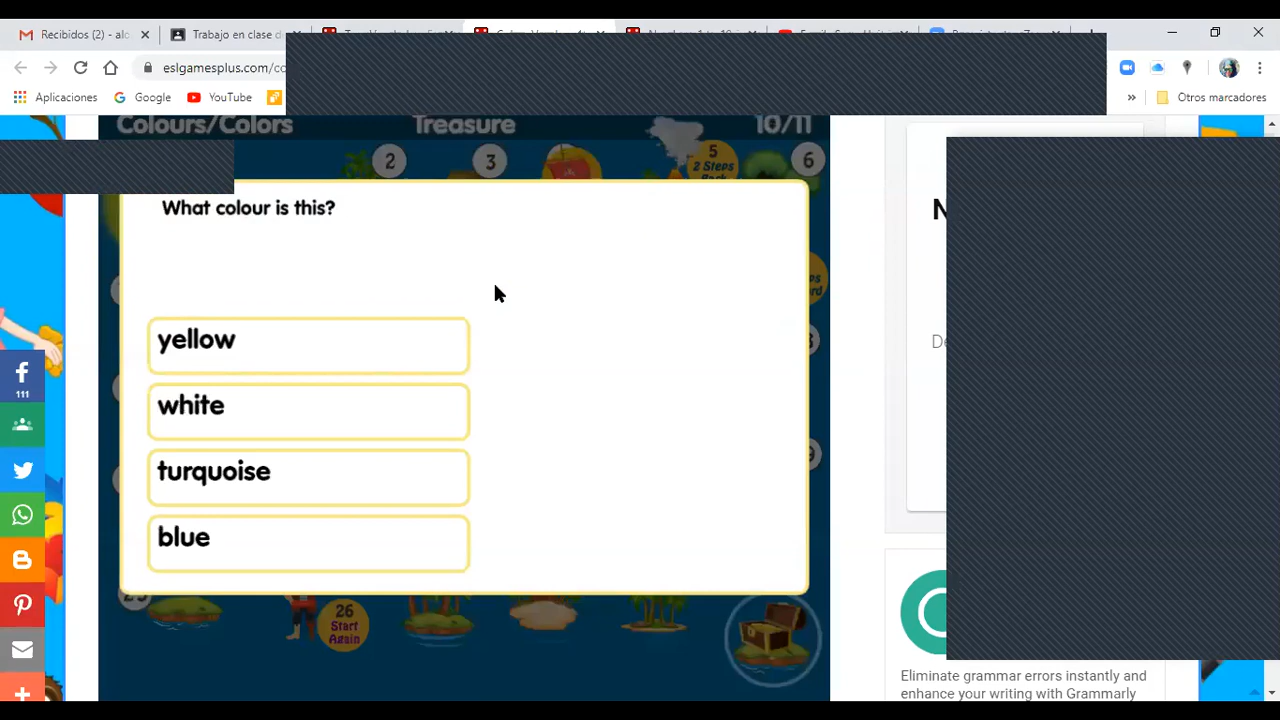 Recibidos (2) - alo
Trabajo en clase d
eslgamesplus.com/co
Aplicaciones
Google
YouTube
Otros marcadores
Colours/Colors
Treasure
10/11
2
3
5
2 Steps
6
What colour is this?
yellow
white
turquoise
blue
111
26
Start
Again
Eliminate grammar errors instantly and
enhance your writing with Grammarly